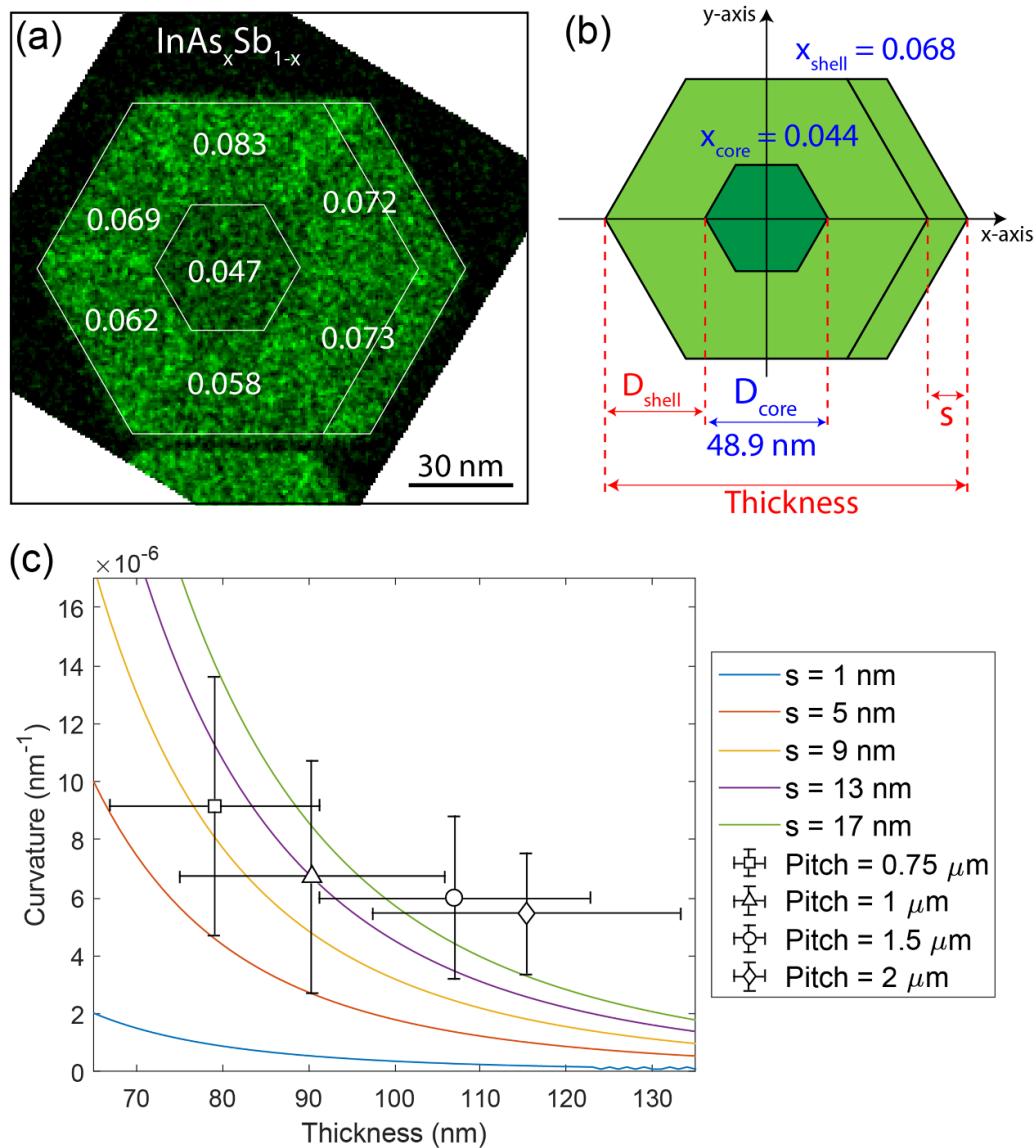 (a)
InAsxSb1-x
0.083
0.072
0.069
0.047
0.062
0.073
0.058
30 nm
(b)
y-axis
xshell = 0.068
xcore = 0.044
x-axis
Dshell
Dcore
s
48.9 nm
Thickness
(c)
×10-6
16
14
12
10
8
6
4
2
0
Curvature (nm-1)
70 80 90 100 110 120 130
Thickness (nm)
s = 1 nm
s = 5 nm
s = 9 nm
s = 13 nm
s = 17 nm
Pitch = 0.75 μm
Pitch = 1 μm
Pitch = 1.5 μm
Pitch = 2 μm